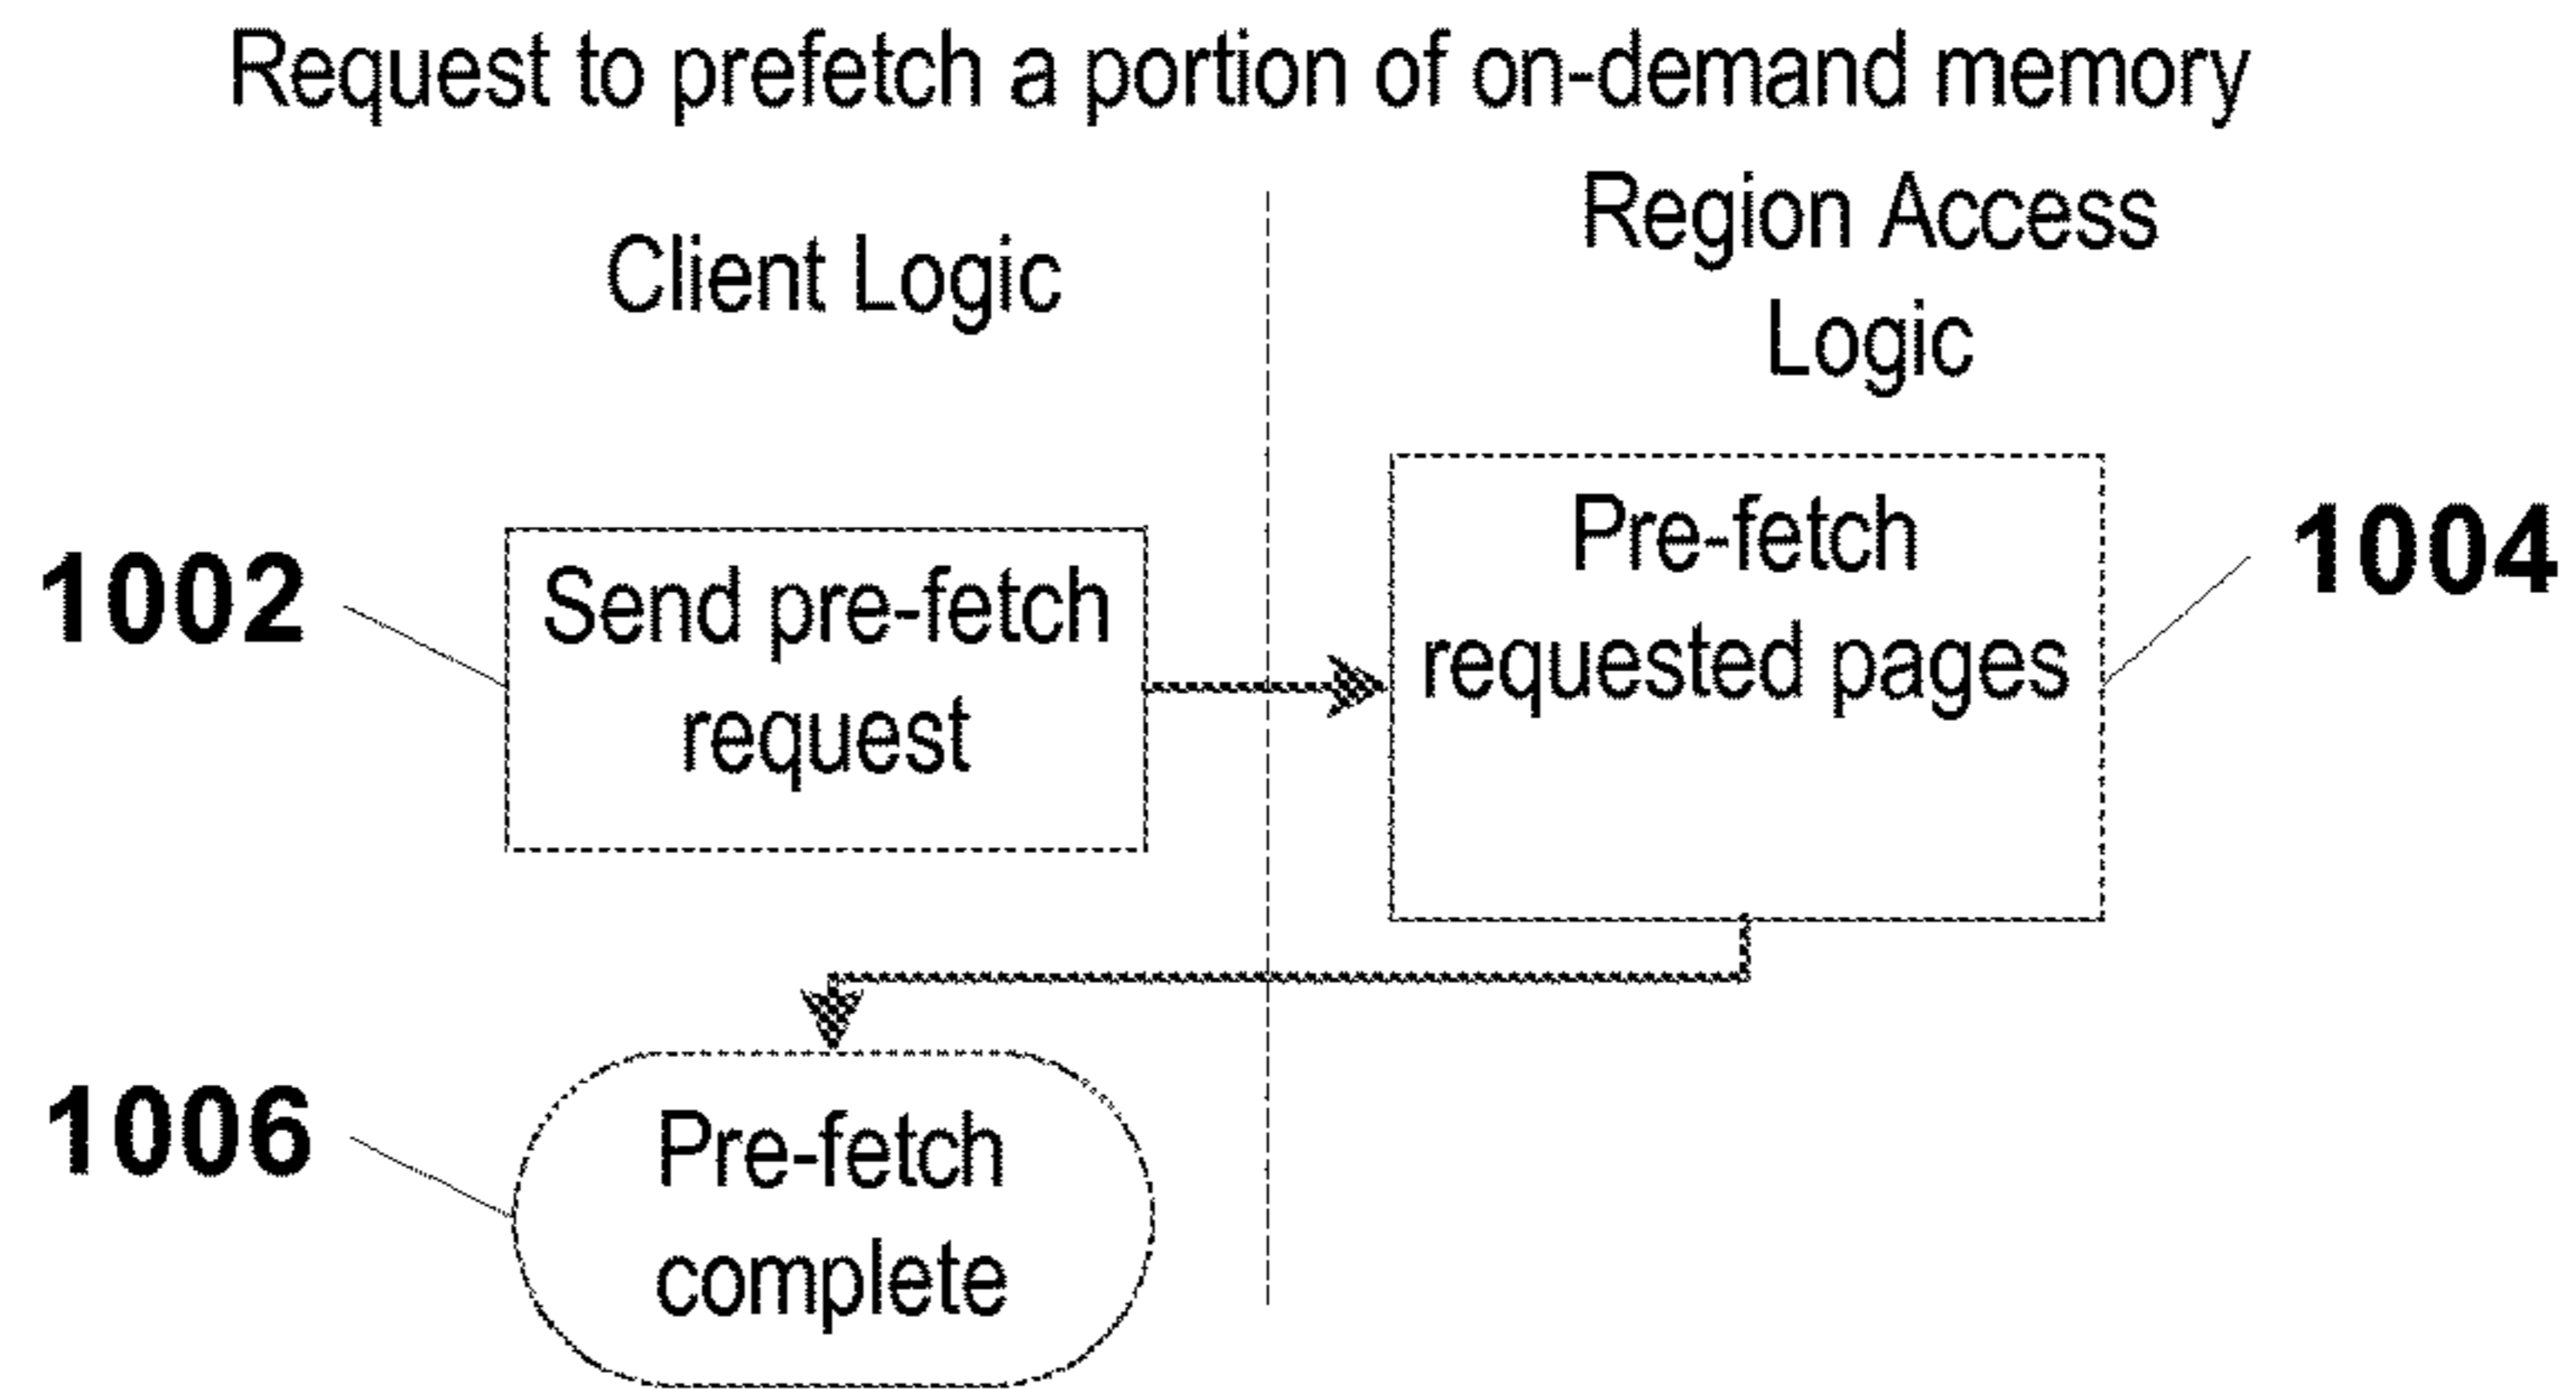 Request to prefetch a portion of on-demand memory
Client Logic
Region Access
Logic
1002
Send pre-fetch
request
Pre-fetch
requested pages
1004
1006
Pre-fetch
complete